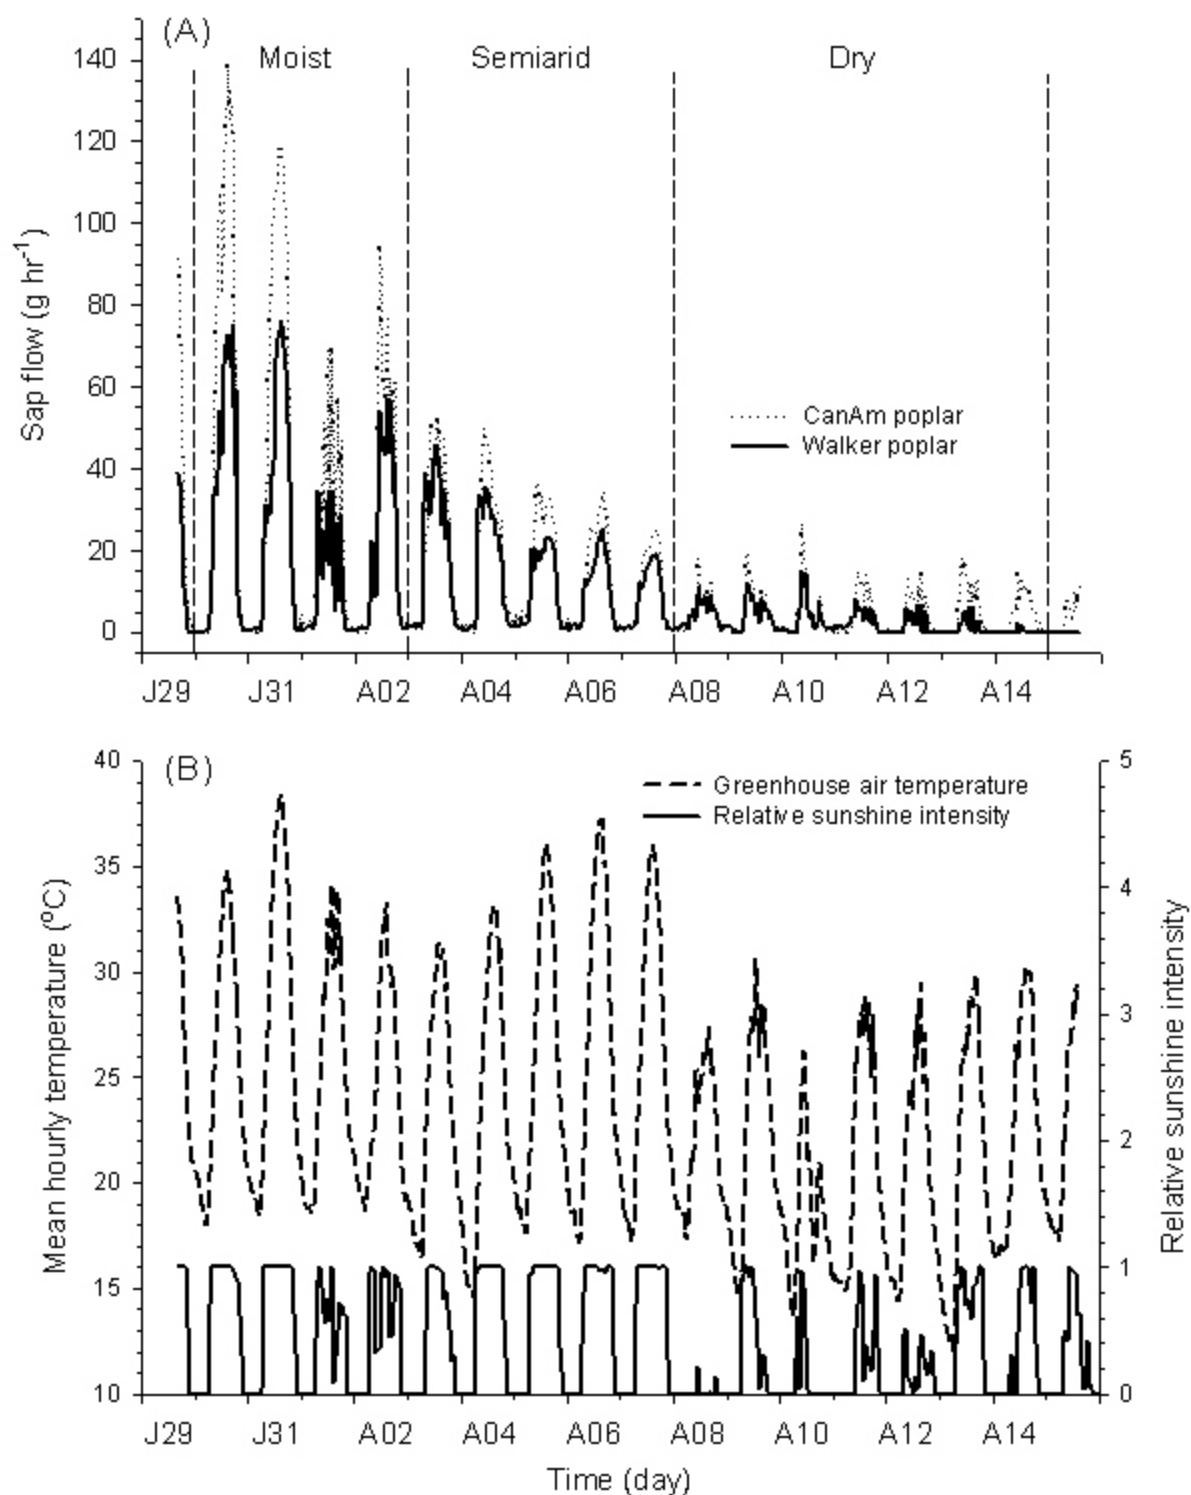 (A)
Moist Semiarid Dry
140
120
100
80
60
40
20
0
Sap flow (g hr⁻¹)
CanAm poplar
Walker poplar
J29 J31 A02 A04 A06 A08 A10 A12 A14
(B)
40
35
30
25
20
15
10
Mean hourly temperature (ºC)
Greenhouse air temperature
Relative sunshine intensity
5
4
3
2
1
0
Relative sunshine intensity
J29 J31 A02 A04 A06 A08 A10 A12 A14
Time (day)